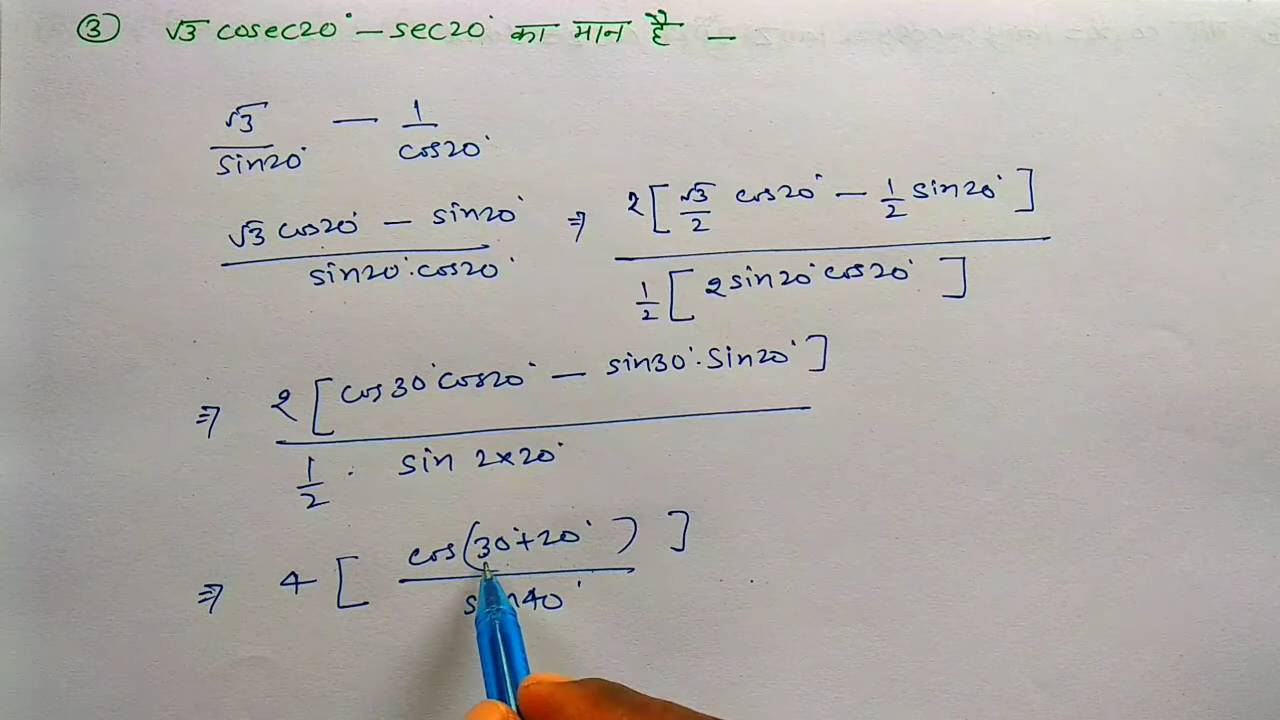 ③ √3 cosec20° - sec20° का मान है -
√3/sin20° - 1/cos20°
(√3 cos20° - sin20°)/(sin20°.cos20°) ⇒ 2[√3/2 cos20° - 1/2 sin20°]/(1/2[2sin20° cos20°])
⇒ 2[cos30° cos20° - sin30°.sin20°]/(1/2 . sin 2×20°)
⇒ 4[cos(30°+20°)/sin40°]